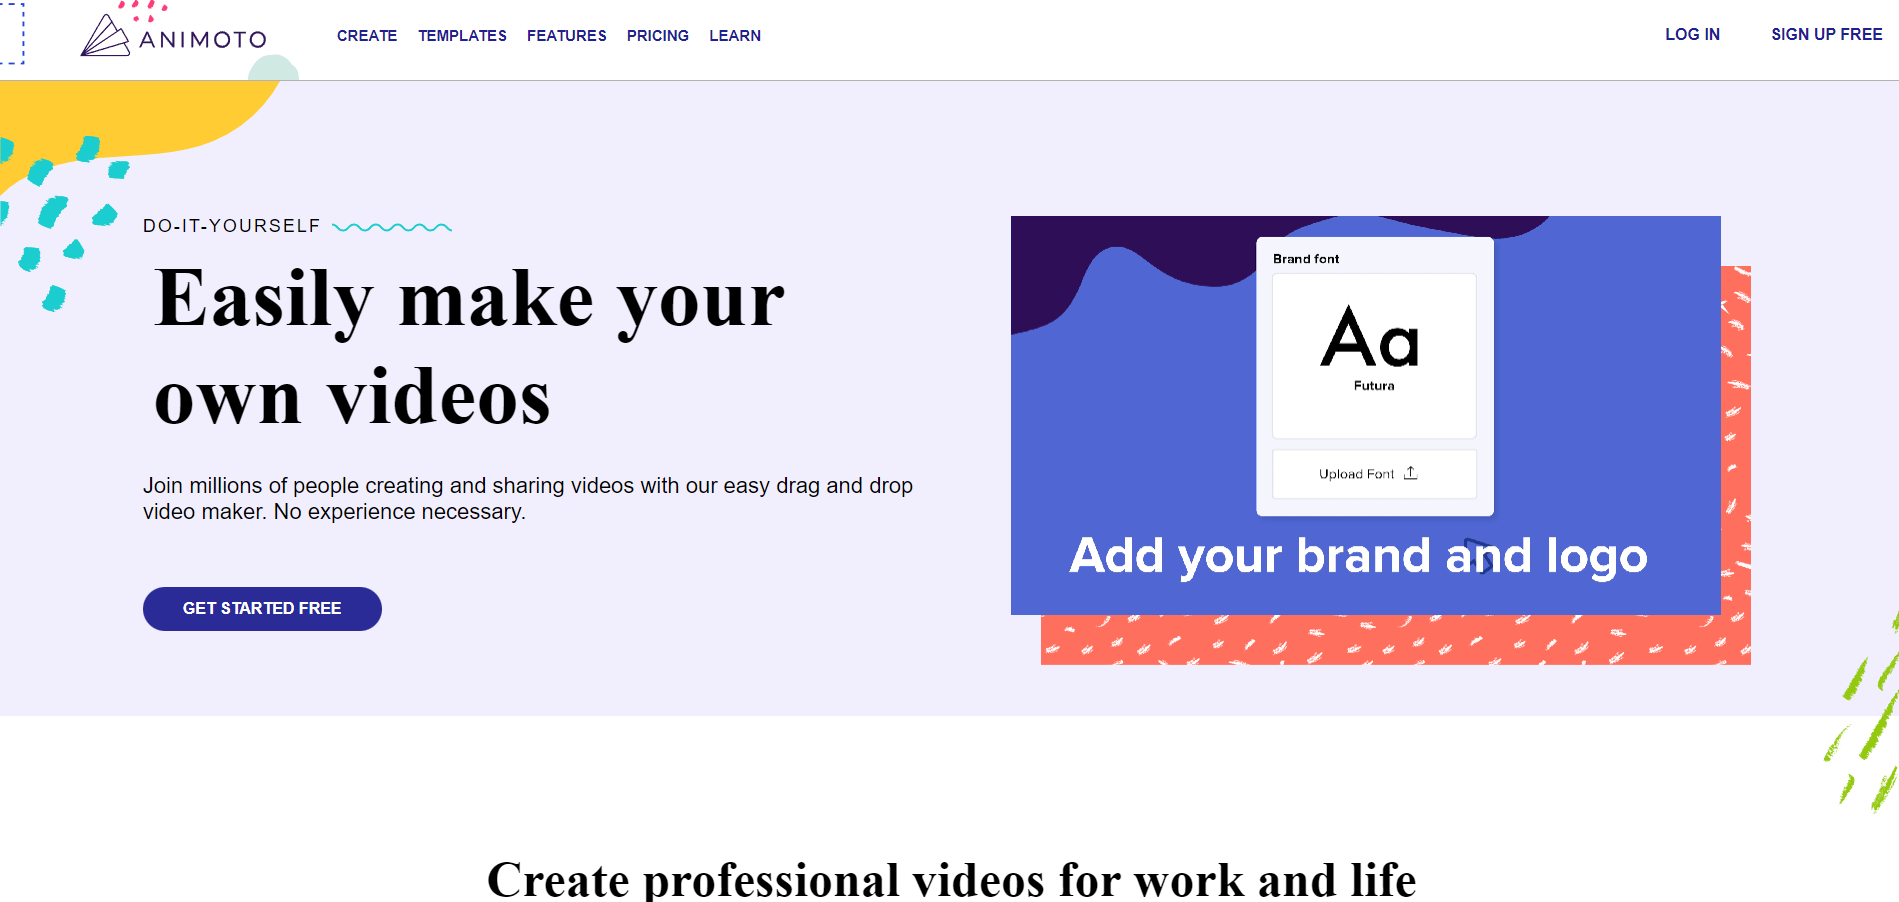 ANIMOTO
CREATE TEMPLATES FEATURES PRICING LEARN
LOG IN SIGN UP FREE
DO-IT-YOURSELF
Easily make your
own videos
Join millions of people creating and sharing videos with our easy drag and drop
video maker. No experience necessary.
GET STARTED FREE
Brand font
Aa
Futura
Upload Font
Add your brand and logo
Create professional videos for work and life